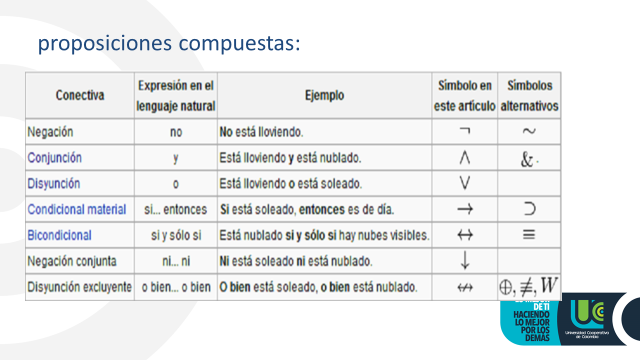 proposiciones compuestas:
Conectiva | Expresión en el lenguaje natural | Ejemplo | Símbolo en este artículo | Símbolos alternativos
Negación | no | No está lloviendo. | ¬ | ~
Conjunción | y | Está lloviendo y está nublado. | ∧ | & .
Disyunción | o | Está lloviendo o está soleado. | ∨
Condicional material | si... entonces | Si está soleado, entonces es de día. | → | ⊃
Bicondicional | si y sólo si | Está nublado si y sólo si hay nubes visibles. | ↔ | ≡
Negación conjunta | ni... ni | Ni está soleado ni está nublado. | ↓
Disyunción excluyente | o bien... o bien | O bien está soleado, o bien está nublado. | ↮ | ⊕, ≢, W
DE TI
HACIENDO
LO MEJOR
POR LOS
DEMÁS
Universidad Cooperativa
de Colombia